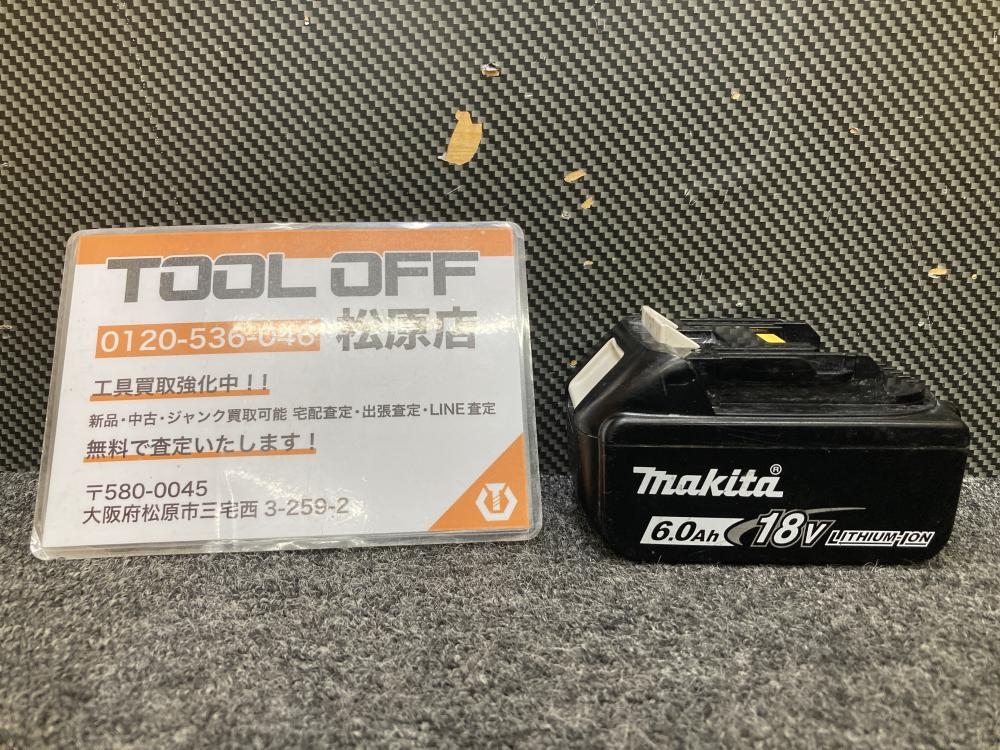 TOOL OFF
0120-536-046 松原店
工具買取強化中！！
新品・中古・ジャンク買取可能 宅配査定・出張査定・LINE査定
無料で査定いたします！
〒580-0045
大阪府松原市三宅西 3-259-2
makita®
6.0Ah 18V LITHIUM-ION